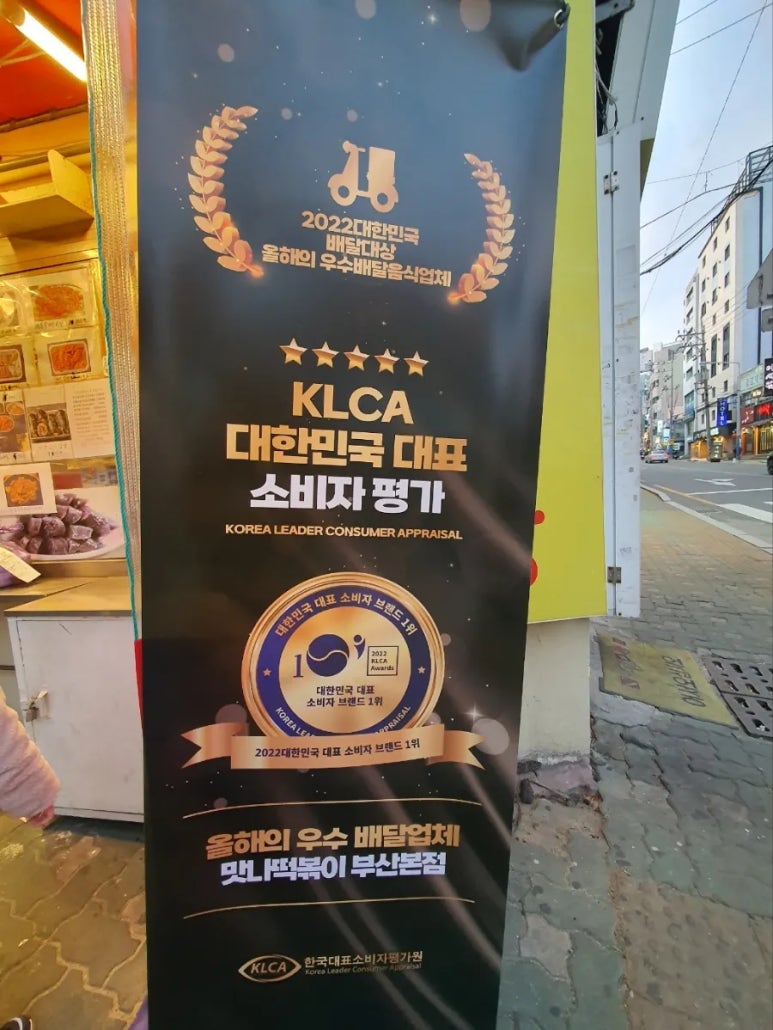 2022대한민국
배달대상
올해의 우수배달음식업체
KLCA
대한민국 대표
소비자 평가
KOREA LEADER CONSUMER APPRAISAL
대한민국 대표 소비자 브랜드 1위
1
2022
KLCA
Awards
대한민국 대표
소비자 브랜드 1위
2022대한민국 대표 소비자 브랜드 1위
올해의 우수 배달업체
맛나떡볶이 부산본점
KLCA
한국대표소비자평가원
Korea Leader Consumer Appraisal
HOTEL